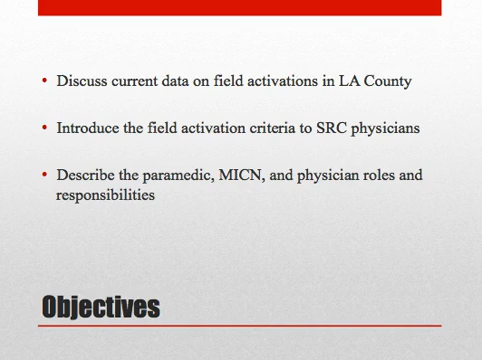 • Discuss current data on field activations in LA County
• Introduce the field activation criteria to SRC physicians
• Describe the paramedic, MICN, and physician roles and
responsibilities
Objectives